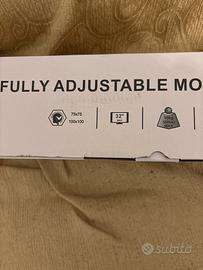 FULLY ADJUSTABLE MO
75x75
100x100
32"
subito